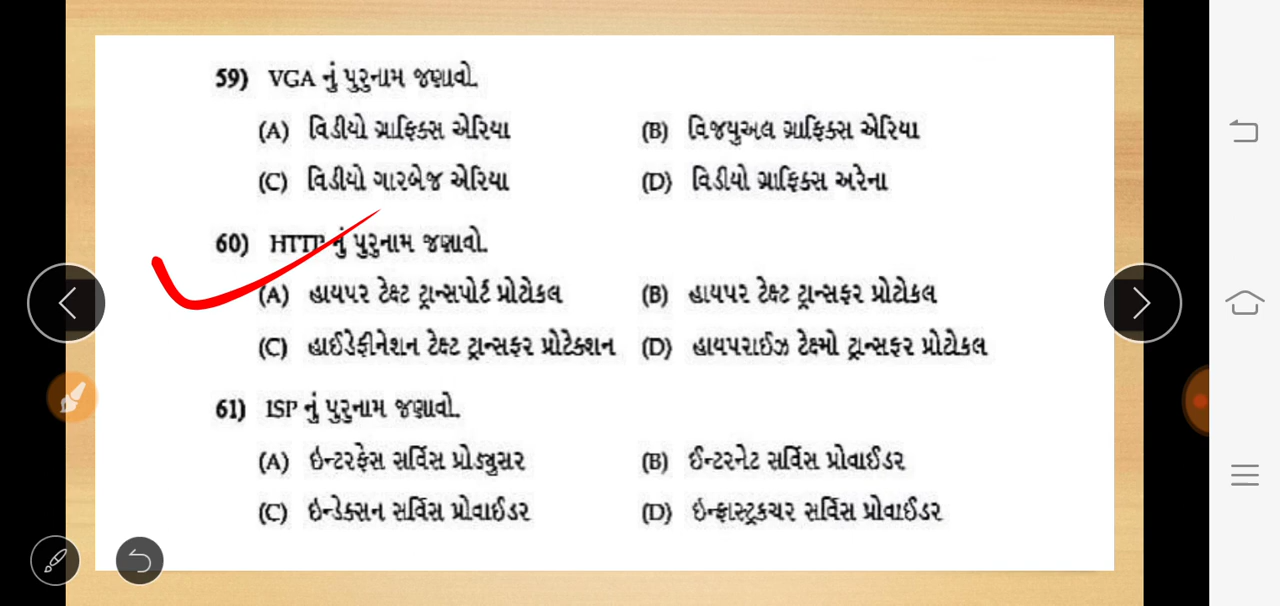 59) VGA નું પુરુનામ જણાવો.
(A) વિડીયો ગ્રાફિક્સ એરિયા (B) વિજયુઅલ ગ્રાફિક્સ એરિયા
(C) વિડીયો ગારબેજ એરિયા (D) વિડીયો ગ્રાફિક્સ અરેના
60) HTTP નું પુરુનામ જણાવો.
(A) હાયપર ટેક્ષ્ટ ટ્રાન્સપોર્ટ પ્રોટોકલ (B) હાયપર ટેક્ષ્ટ ટ્રાન્સફર પ્રોટોકલ
(C) હાઈડેફીનેશન ટેક્ષ્ટ ટ્રાન્સફર પ્રોટેક્શન (D) હાયપરાઈઝ ટેક્ષ્મો ટ્રાન્સફર પ્રોટોકલ
61) ISP નું પુરુનામ જણાવો.
(A) ઇન્ટરફેસ સર્વિસ પ્રોડ્યુસર (B) ઈન્ટરનેટ સર્વિસ પ્રોવાઈડર
(C) ઇન્ડેક્સન સર્વિસ પ્રોવાઈડર (D) ઇન્ફ્રાસ્ટ્રકચર સર્વિસ પ્રોવાઈડર